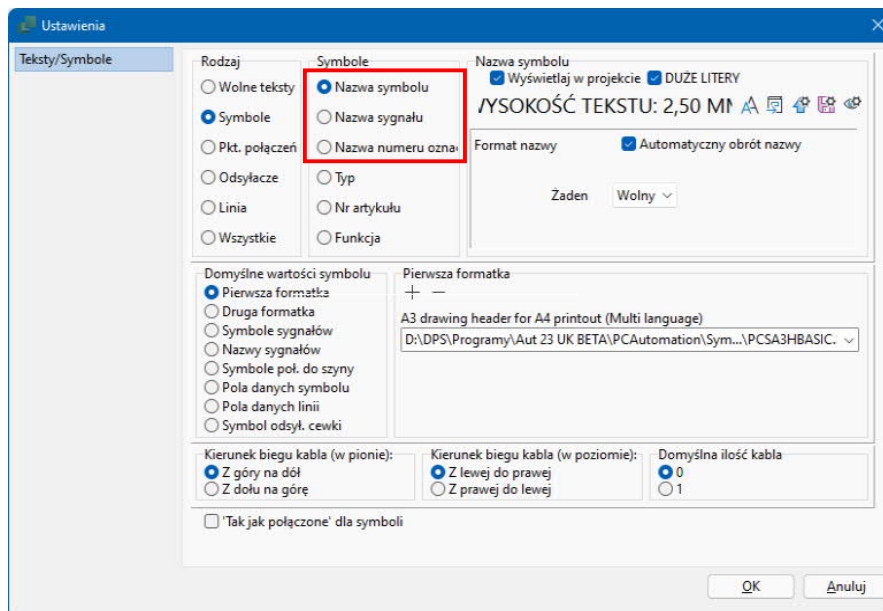 Ustawienia
Teksty/Symbole
Rodzaj
Wolne teksty
Symbole
Pkt. połączeń
Odsyłacze
Linia
Wszystkie
Symbole
Nazwa symbolu
Nazwa sygnału
Nazwa numeru ozna
Typ
Nr artykułu
Funkcja
Nazwa symbolu
Wyświetlaj w projekcie DUŻE LITERY
WYSOKOŚĆ TEKSTU: 2,50 MM
Format nazwy Automatyczny obrót nazwy
Żaden Wolny
Domyślne wartości symbolu
Pierwsza formatka
Druga formatka
Symbole sygnałów
Nazwy sygnałów
Symbole poł. do szyny
Pola danych symbolu
Pola danych linii
Symbol odsył. cewki
Pierwsza formatka
A3 drawing header for A4 printout (Multi language)
D:\DPS\Programy\Aut 23 UK BETA\PCAutomation\Sym...\PCSA3HBASIC.
Kierunek biegu kabla (w pionie):
Z góry na dół
Z dołu na górę
Kierunek biegu kabla (w poziomie):
Z lewej do prawej
Z prawej do lewej
Domyślna ilość kabla
0
1
'Tak jak połączone' dla symboli
OK Anuluj